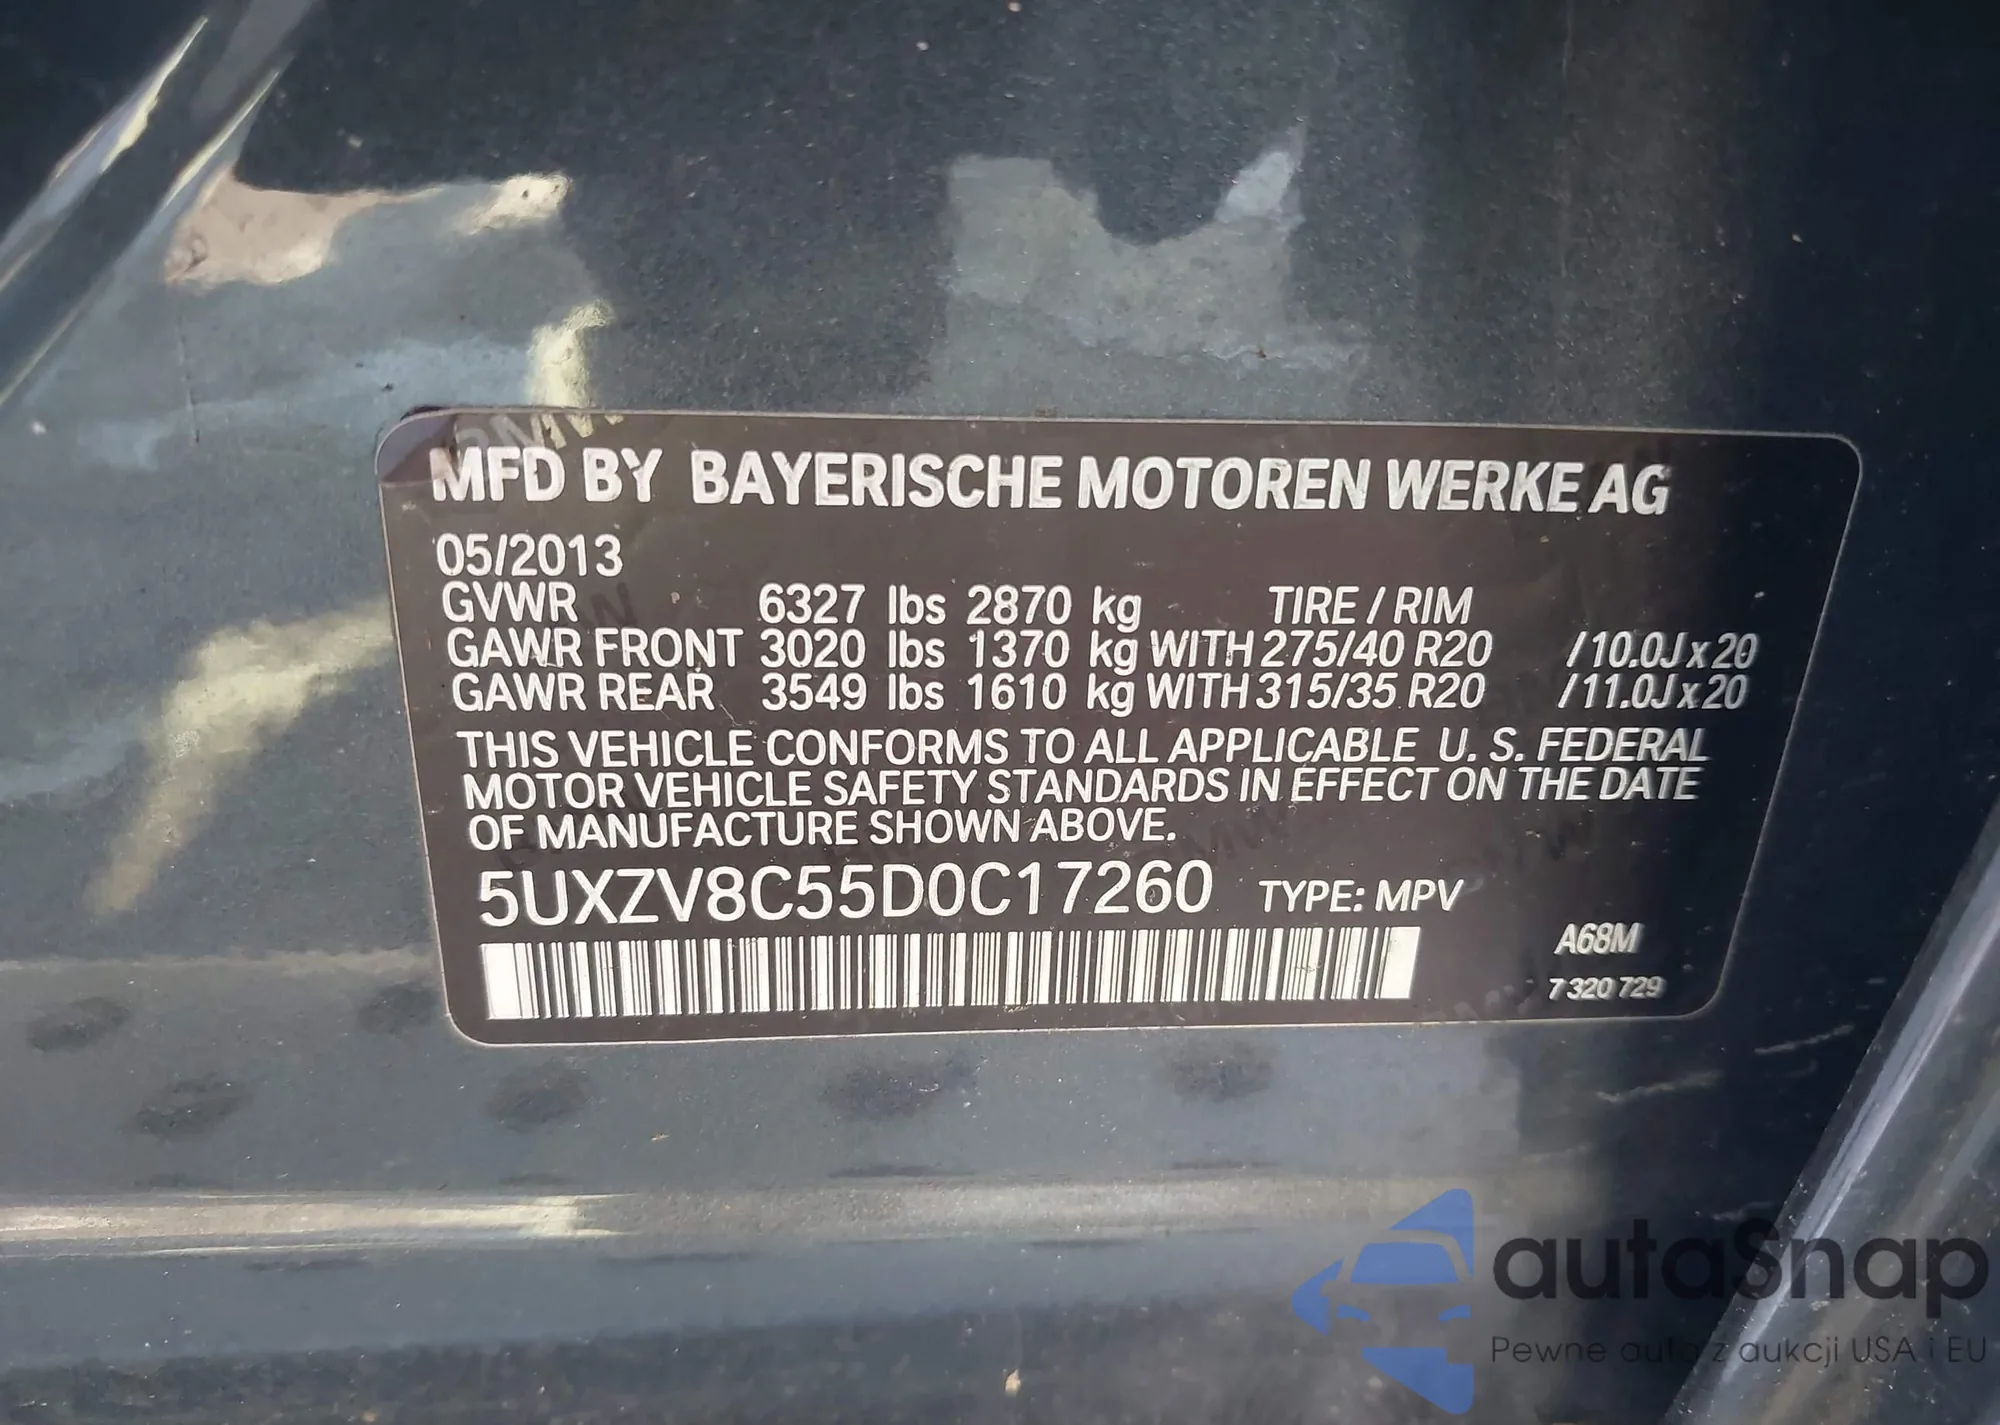 MFD BY BAYERISCHE MOTOREN WERKE AG
05/2013
GVWR 6327 lbs 2870 kg TIRE / RIM
GAWR FRONT 3020 lbs 1370 kg WITH 275/40 R20 /10.0J x 20
GAWR REAR 3549 lbs 1610 kg WITH 315/35 R20 /11.0J x 20
THIS VEHICLE CONFORMS TO ALL APPLICABLE U. S. FEDERAL
MOTOR VEHICLE SAFETY STANDARDS IN EFFECT ON THE DATE
OF MANUFACTURE SHOWN ABOVE.
5UXZV8C55D0C17260 TYPE: MPV
A68M
7 320 729
autaSnap
Pewne auta z aukcji USA i EU